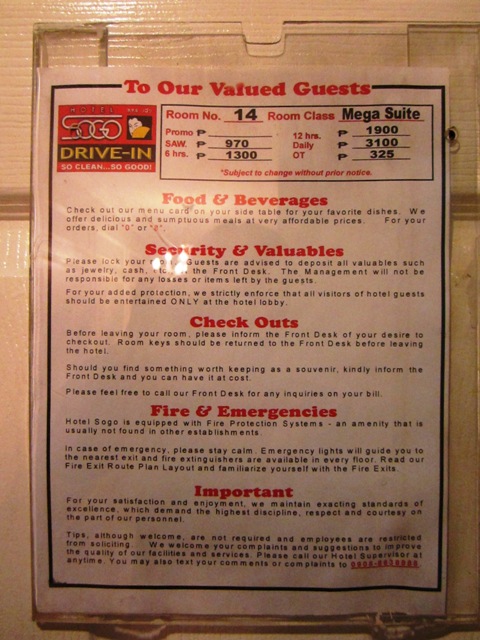 To Our Valued Guests
HOTEL
SOGO
DRIVE-IN
SO CLEAN...SO GOOD!
Room No. 14 Room Class Mega Suite
Promo ₱
SAW. ₱ 970
6 hrs. ₱ 1300
12 hrs. ₱ 1900
Daily ₱ 3100
OT ₱ 325
*Subject to change without prior notice.
Food & Beverages
Check out our menu card on your side table for your favorite dishes. We
offer delicious and sumptuous meals at very affordable prices. For your
orders, dial "0" or "8".
Security & Valuables
Please lock your Guests are advised to deposit all valuables such
as jewelry, cash, the Front Desk. The Management will not be
responsible for any losses or items left by the guests.
For your added protection, we strictly enforce that all visitors of hotel guests
should be entertained ONLY at the hotel lobby.
Check Outs
Before leaving your room, please inform the Front Desk of your desire to
checkout. Room keys should be returned to the Front Desk before leaving
the hotel.
Should you find something worth keeping as a souvenir, kindly inform the
Front Desk and you can have it at cost.
Please feel free to call our Front Desk for any inquiries on your bill.
Fire & Emergencies
Hotel Sogo is equipped with Fire Protection Systems - an amenity that is
usually not found in other establishments.
In case of emergency, please stay calm. Emergency lights will guide you to
the nearest exit and fire extinguishers are available in every floor. Read our
Fire Exit Route Plan Layout and familiarize yourself with the Fire Exits.
Important
For your satisfaction and enjoyment, we maintain exacting standards of
excellence, which demand the highest discipline, respect and courtesy on
the part of our personnel.
Tips, although welcome, are not required and employees are restricted
from soliciting. We welcome your complaints and suggestions to improve
the quality of our facilities and services. Please call our Hotel Supervisor at
anytime. You may also text your comments or complaints to